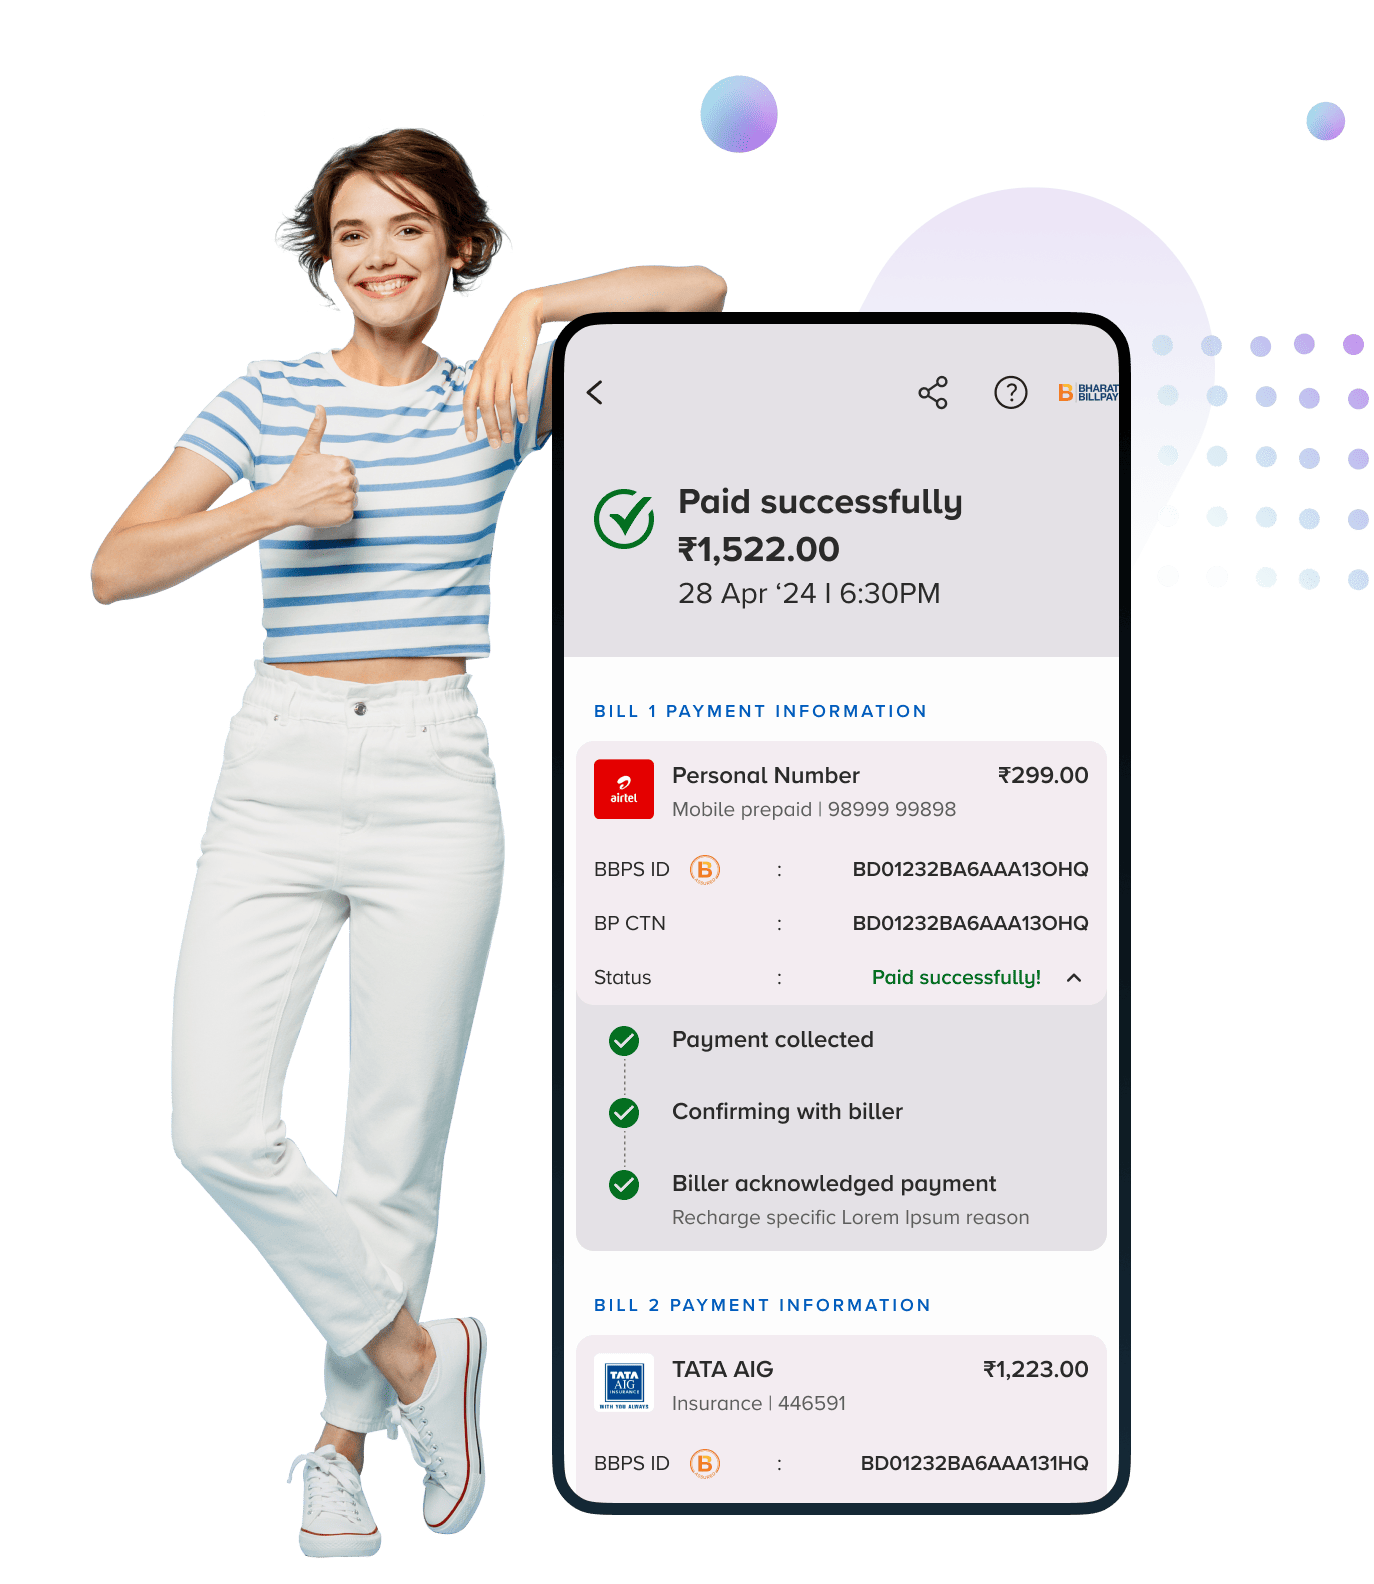 BHARAT
BILLPAY
Paid successfully
₹1,522.00
28 Apr ‘24 | 6:30PM
BILL 1 PAYMENT INFORMATION
airtel
Personal Number ₹299.00
Mobile prepaid | 98999 99898
BBPS ID B ASSURED : BD01232BA6AAA13OHQ
BP CTN : BD01232BA6AAA13OHQ
Status : Paid successfully!
Payment collected
Confirming with biller
Biller acknowledged payment
Recharge specific Lorem Ipsum reason
BILL 2 PAYMENT INFORMATION
TATA
AIG
INSURANCE
WITH YOU ALWAYS
TATA AIG ₹1,223.00
Insurance | 446591
BBPS ID B ASSURED : BD01232BA6AAA131HQ